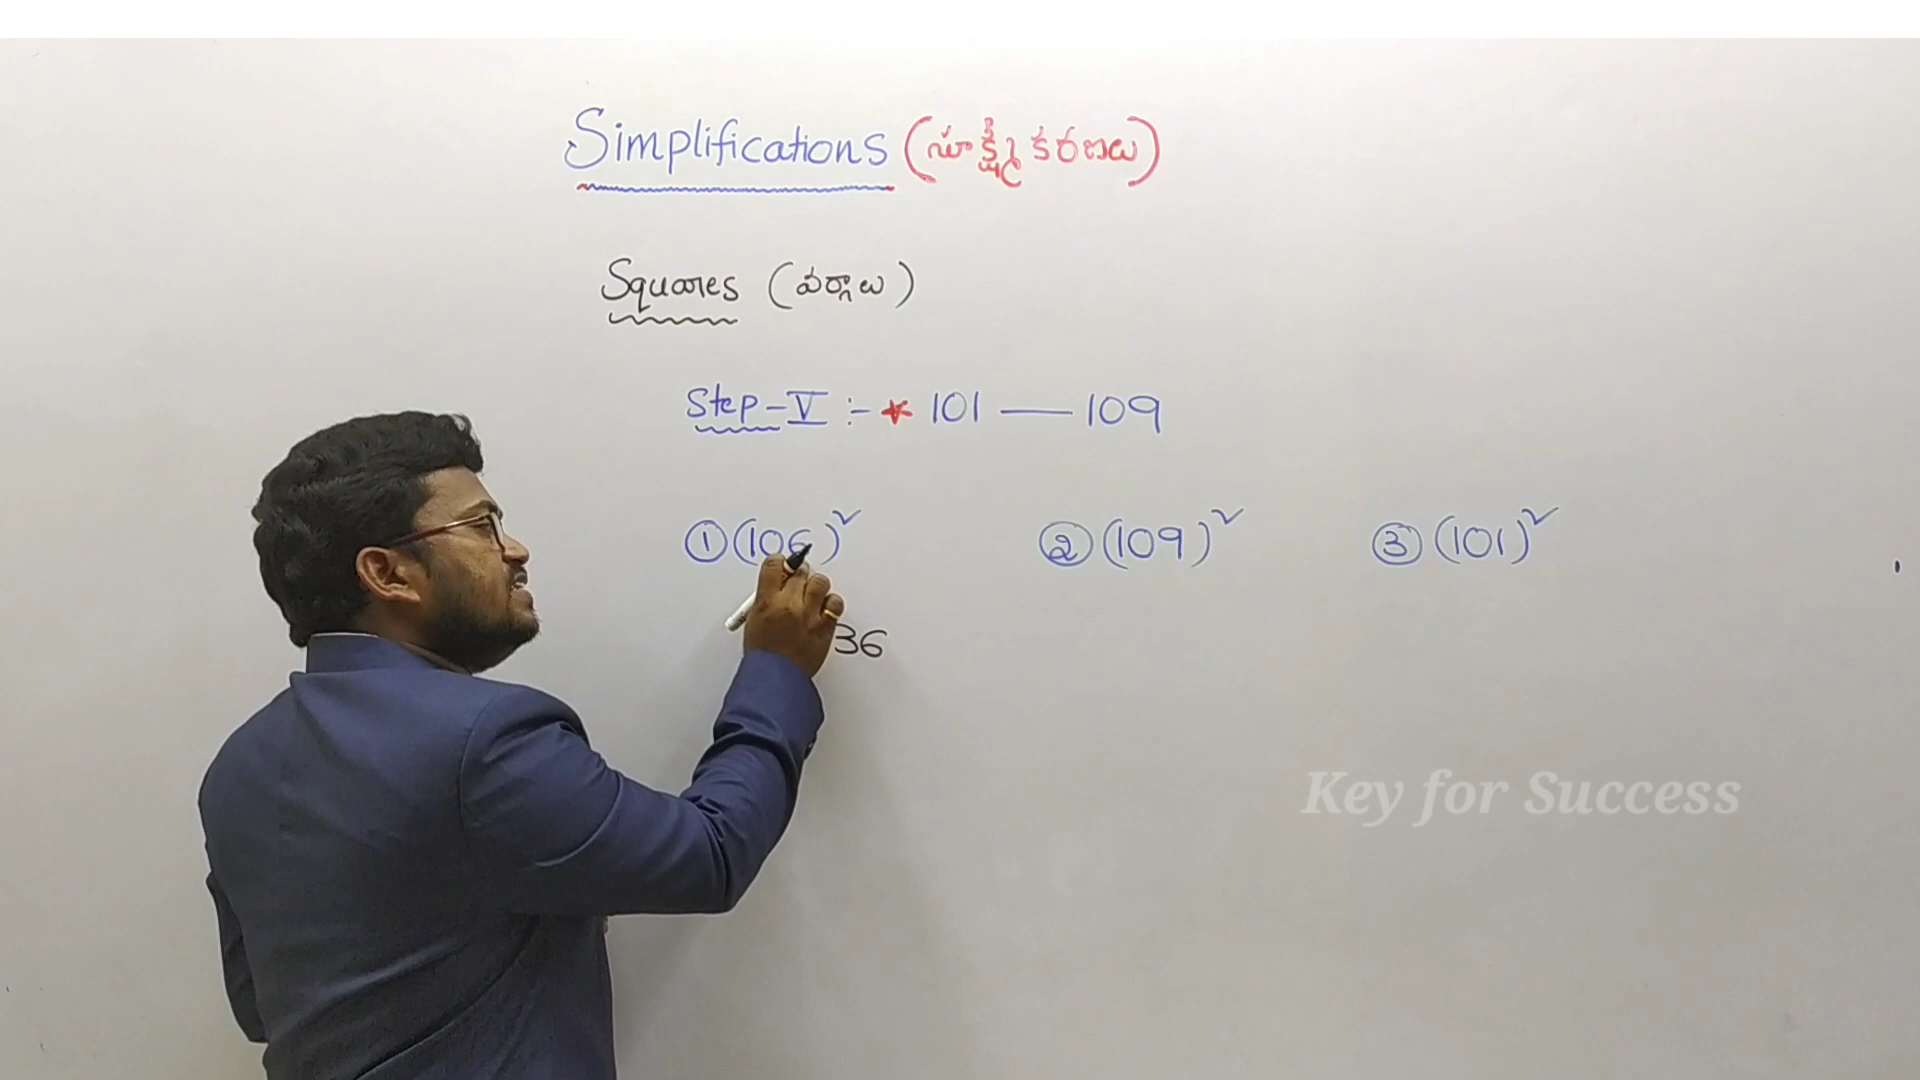 Simplifications (సూక్ష్మీకరణలు)
Squares (వర్గాలు)
Step-V :- * 101 — 109
① (106)² ② (109)² ③ (101)²
36
Key for Success